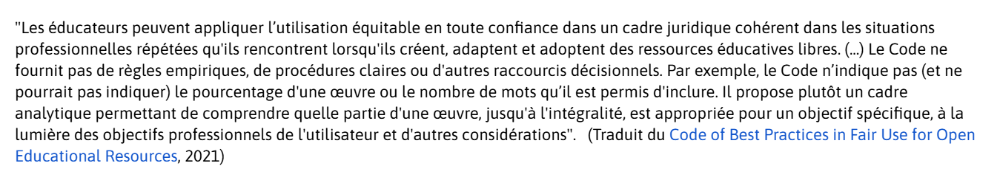 "Les éducateurs peuvent appliquer l’utilisation équitable en toute confiance dans un cadre juridique cohérent dans les situations
professionnelles répétées qu'ils rencontrent lorsqu'ils créent, adaptent et adoptent des ressources éducatives libres. (...) Le Code ne
fournit pas de règles empiriques, de procédures claires ou d'autres raccourcis décisionnels. Par exemple, le Code n’indique pas (et ne
pourrait pas indiquer) le pourcentage d'une œuvre ou le nombre de mots qu’il est permis d'inclure. Il propose plutôt un cadre
analytique permettant de comprendre quelle partie d'une œuvre, jusqu'à l'intégralité, est appropriée pour un objectif spécifique, à la
lumière des objectifs professionnels de l'utilisateur et d'autres considérations". (Traduit du Code of Best Practices in Fair Use for Open
Educational Resources, 2021)